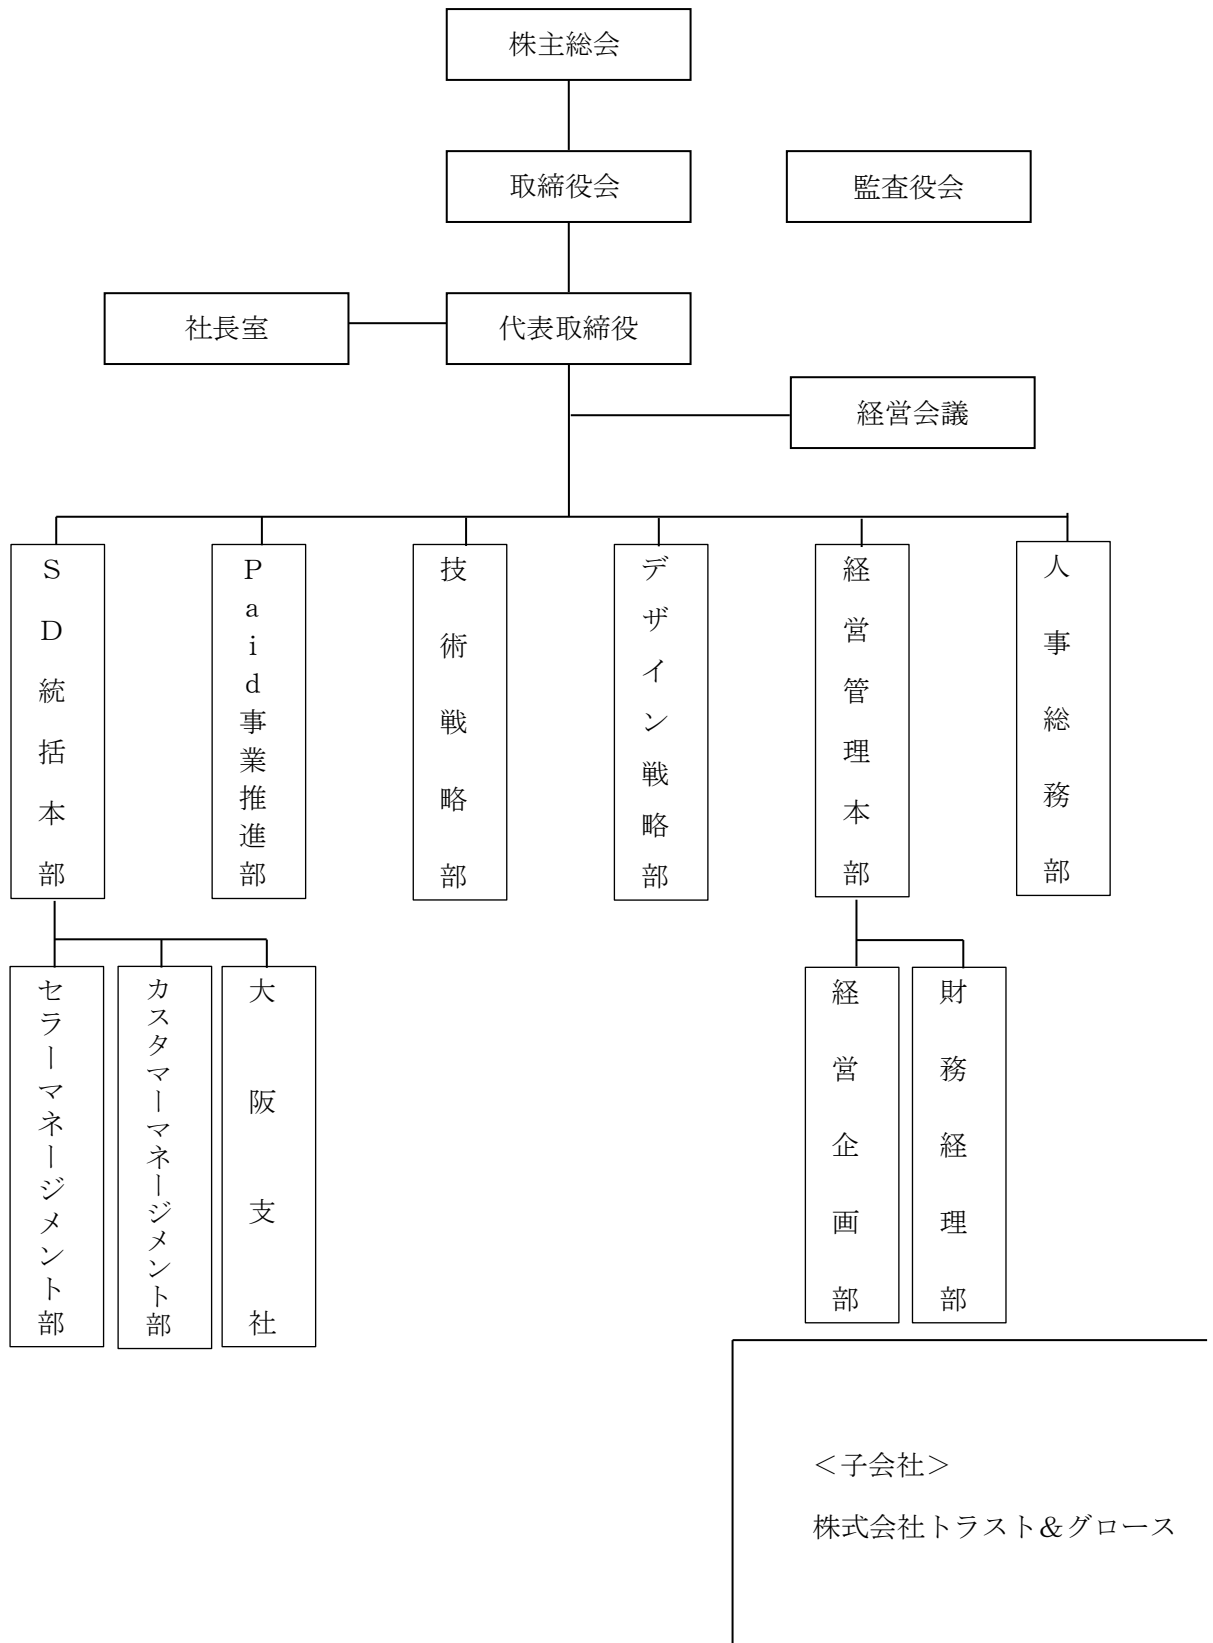 株主総会
取締役会
監査役会
社長室
代表取締役
経営会議
SD統括本部
Paid事業推進部
技術戦略部
デザイン戦略部
経営管理本部
人事総務部
セラーマネージメント部
カスタマーマネージメント部
大阪支社
経営企画部
財務経理部
＜子会社＞
株式会社トラスト＆グロース